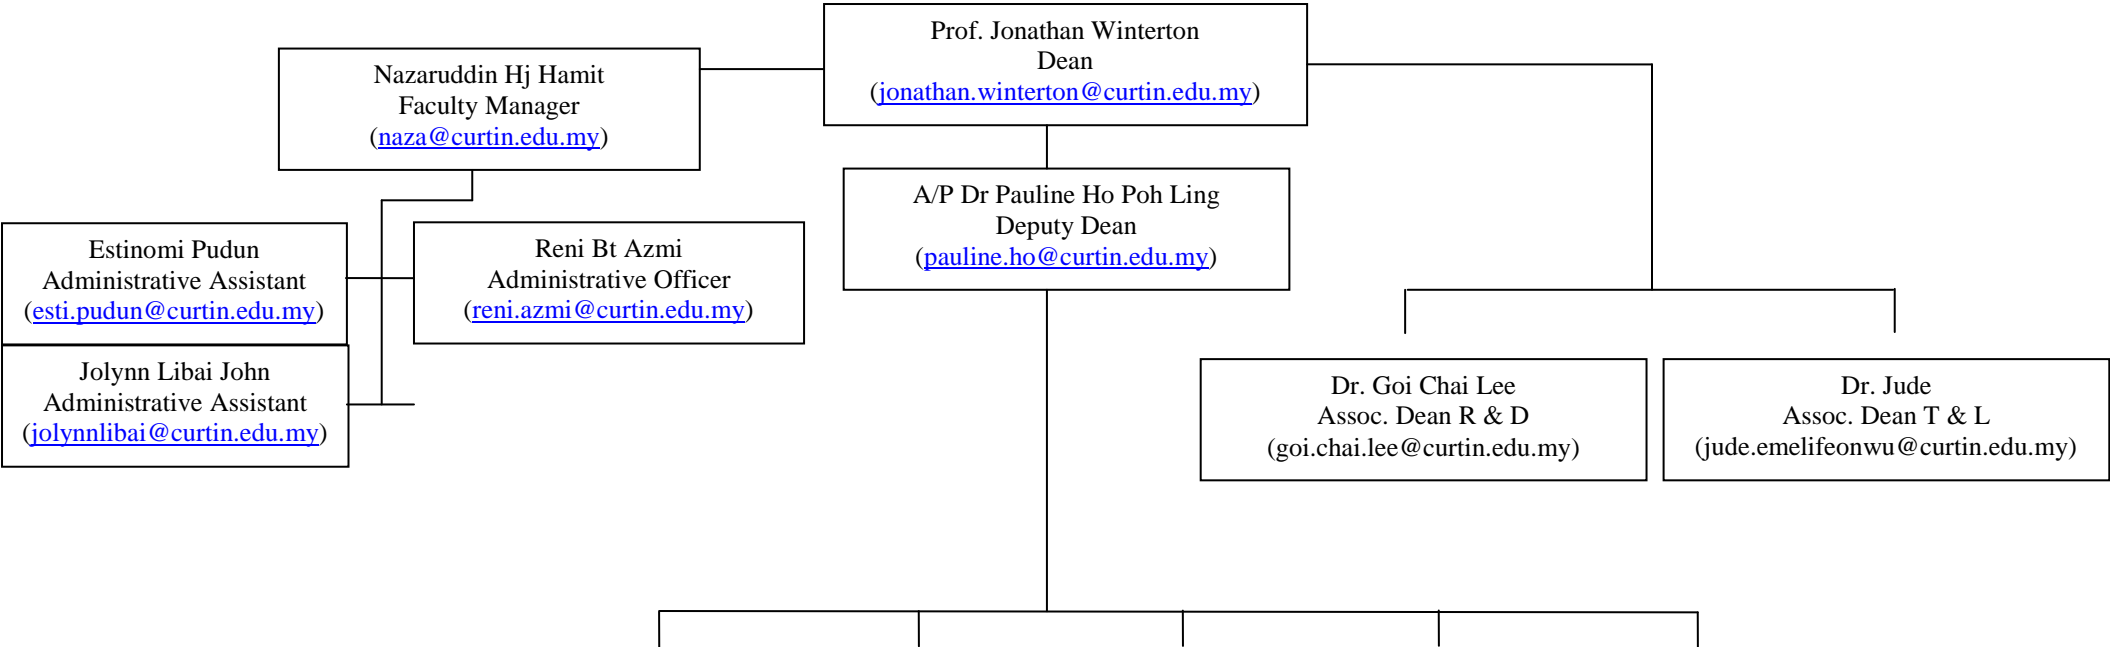 Prof. Jonathan Winterton
Dean
(jonathan.winterton@curtin.edu.my)
Nazaruddin Hj Hamit
Faculty Manager
(naza@curtin.edu.my)
A/P Dr Pauline Ho Poh Ling
Deputy Dean
(pauline.ho@curtin.edu.my)
Estinomi Pudun
Administrative Assistant
(esti.pudun@curtin.edu.my)
Reni Bt Azmi
Administrative Officer
(reni.azmi@curtin.edu.my)
Jolynn Libai John
Administrative Assistant
(jolynnlibai@curtin.edu.my)
Dr. Goi Chai Lee
Assoc. Dean R & D
(goi.chai.lee@curtin.edu.my)
Dr. Jude
Assoc. Dean T & L
(jude.emelifeonwu@curtin.edu.my)